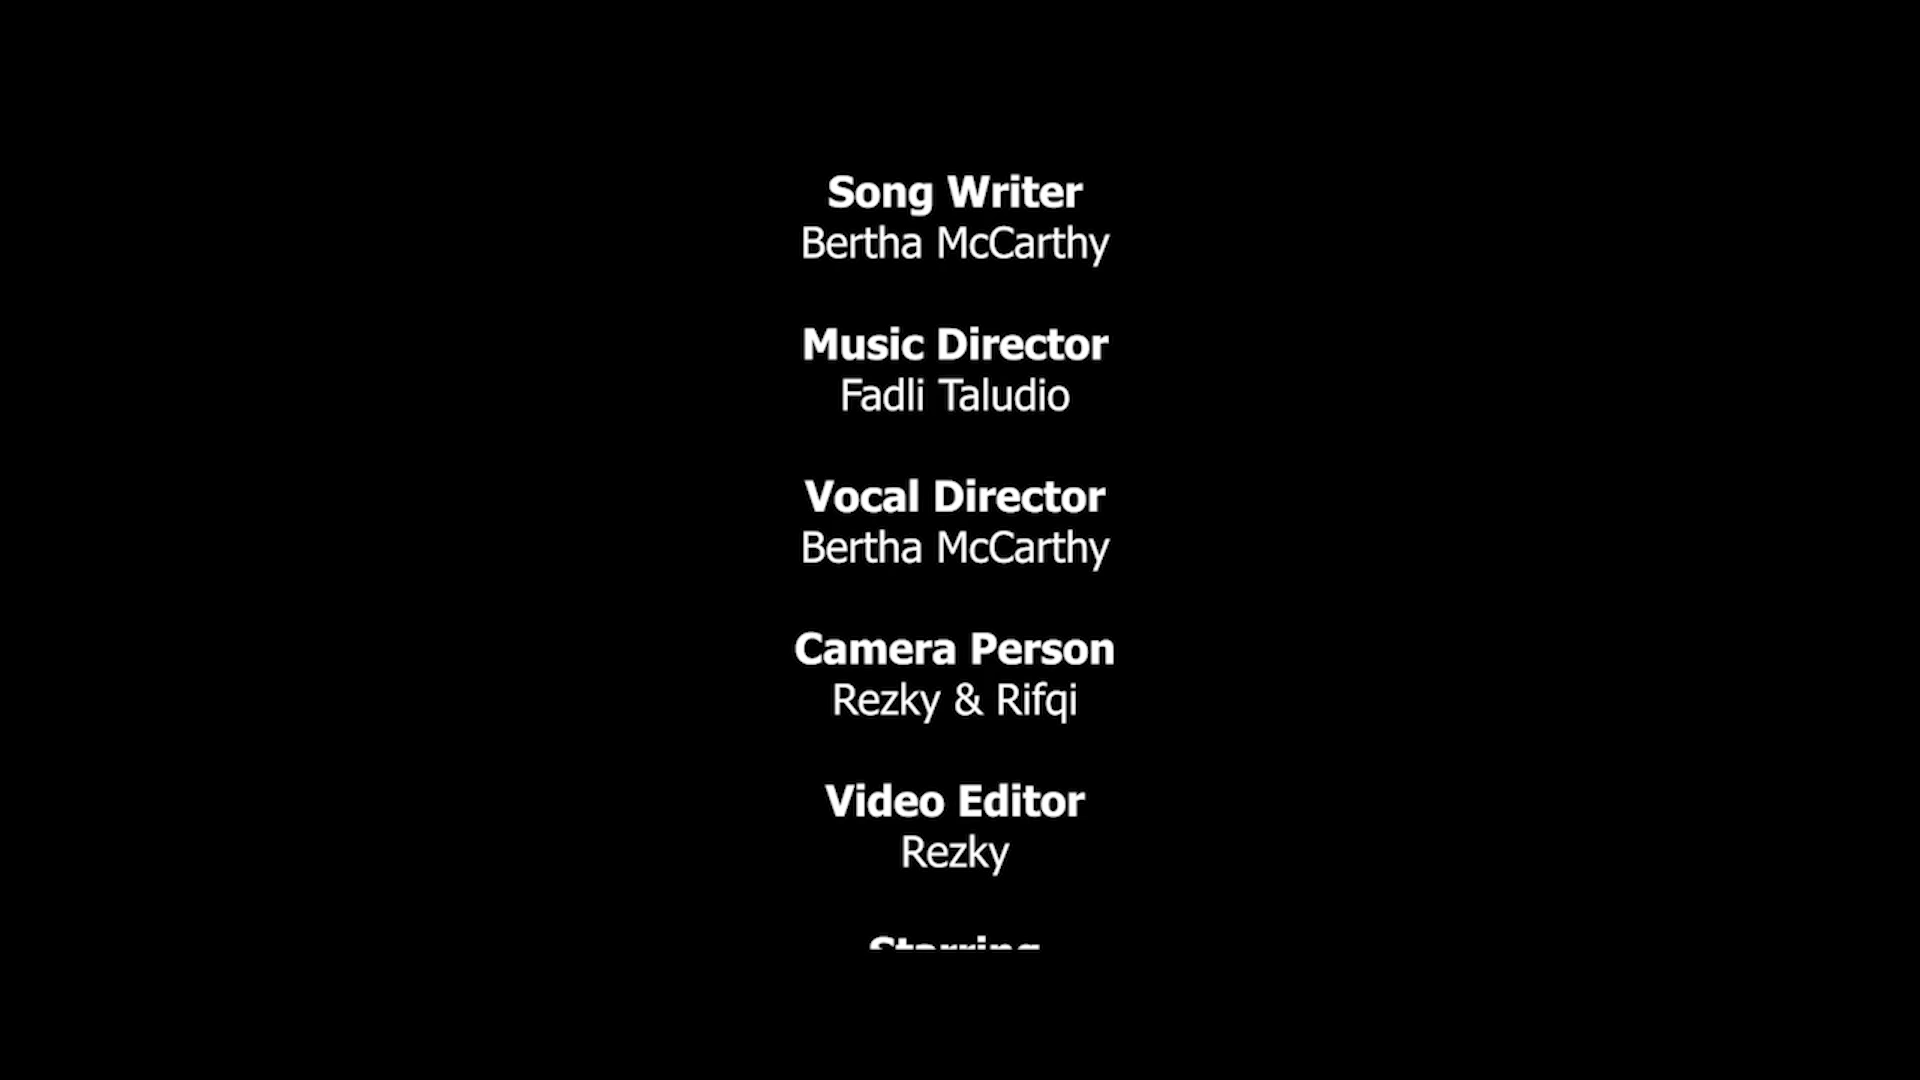 Song Writer
Bertha McCarthy
Music Director
Fadli Taludio
Vocal Director
Bertha McCarthy
Camera Person
Rezky & Rifqi
Video Editor
Rezky
Starring